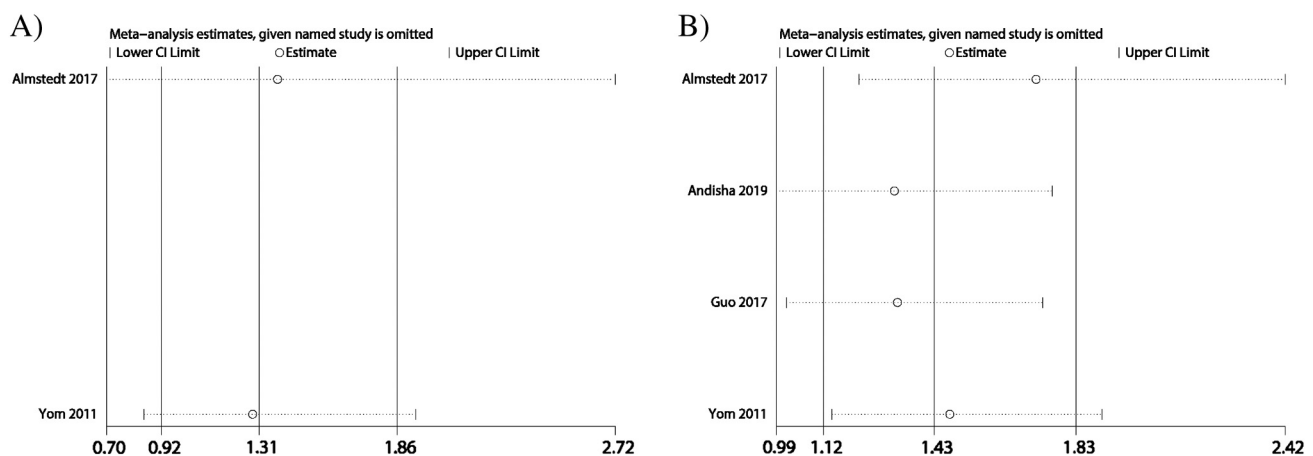 A)
Meta−analysis estimates, given named study is omitted
Lower CI Limit Estimate Upper CI Limit
Almstedt 2017
Yom 2011
0.70 0.92 1.31 1.86 2.72
B)
Meta−analysis estimates, given named study is omitted
Lower CI Limit Estimate Upper CI Limit
Almstedt 2017
Andisha 2019
Guo 2017
Yom 2011
0.99 1.12 1.43 1.83 2.42